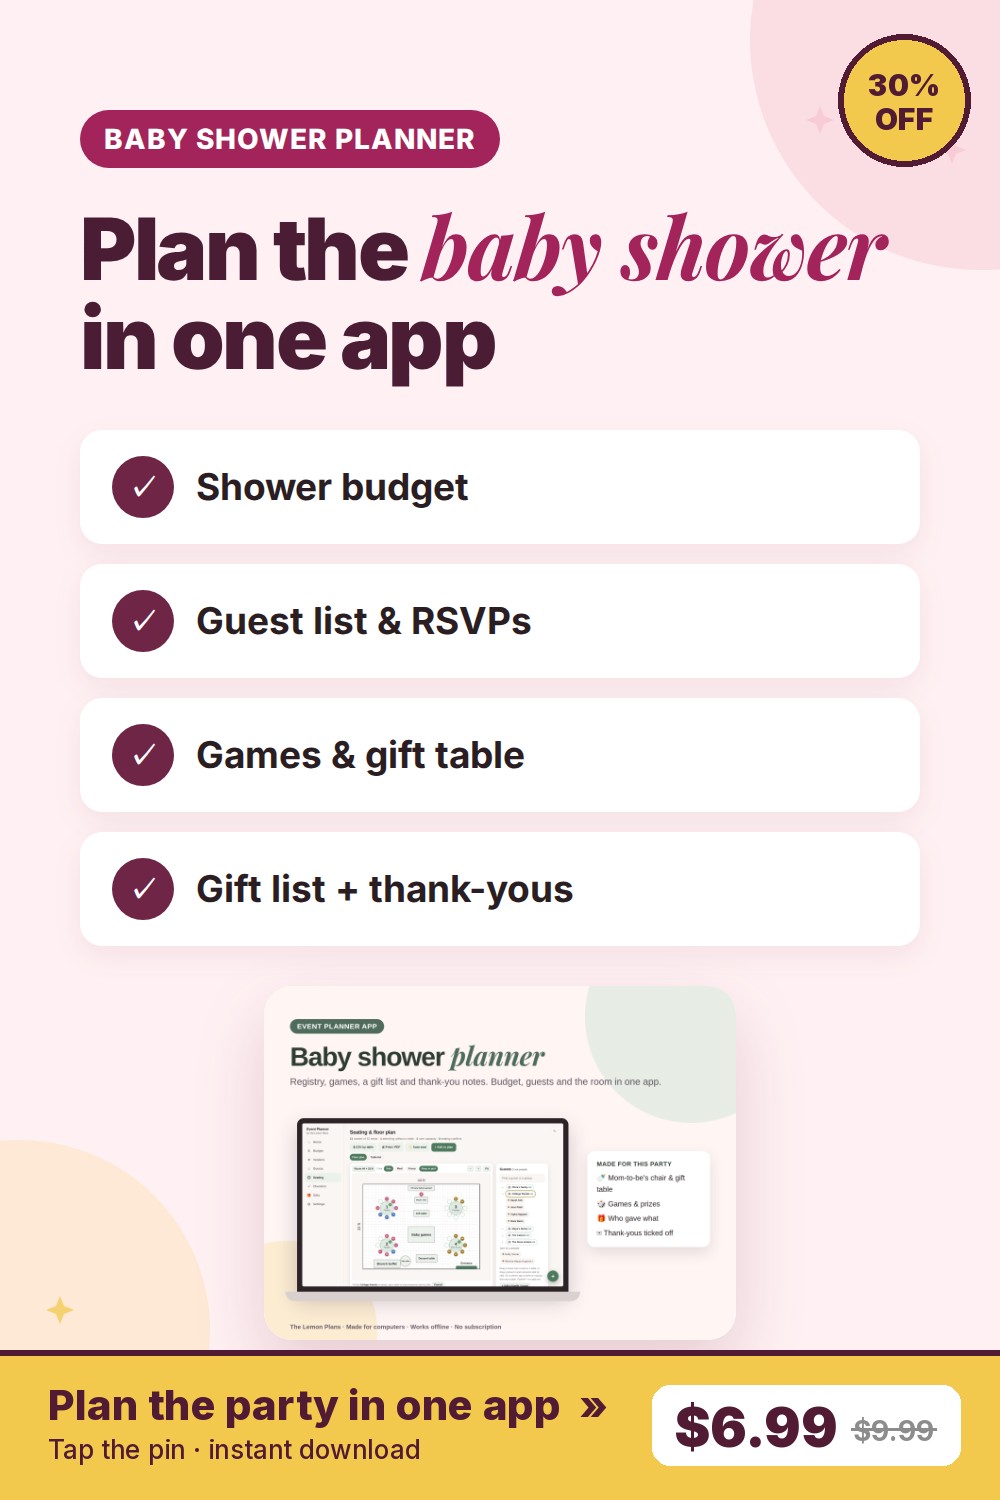 30%
OFF
BABY SHOWER PLANNER
Plan the baby shower
in one app
✓ Shower budget
✓ Guest list & RSVPs
✓ Games & gift table
✓ Gift list + thank-yous
EVENT PLANNER APP
Baby shower planner
Registry, games, a gift list and thank-you notes. Budget, guests and the room in one app.
Seating & floor plan
Baby games
MADE FOR THIS PARTY
Mom-to-be's chair & gift
table
Games & prizes
Who gave what
Thank-yous ticked off
The Lemon Plans · Made for computers · Works offline · No subscription
Plan the party in one app »
Tap the pin · instant download
$6.99 $9.99